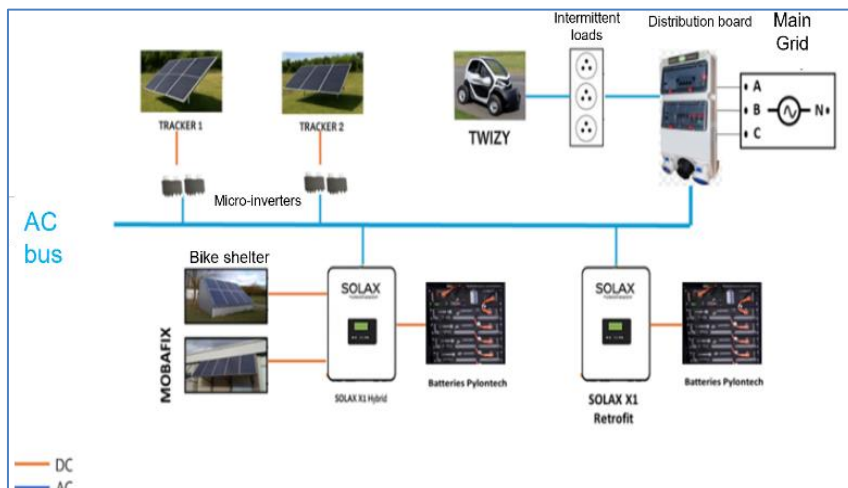 Intermittent
loads
Distribution board
Main
Grid
A
B
C
N
TRACKER 1
TRACKER 2
TWIZY
Micro-inverters
AC
bus
Bike shelter
MOBAFIX
SOLAX
SOLAX
SOLAX X1 Hybrid
Batteries Pylontech
SOLAX X1
Retrofit
Batteries Pylontech
DC
AC